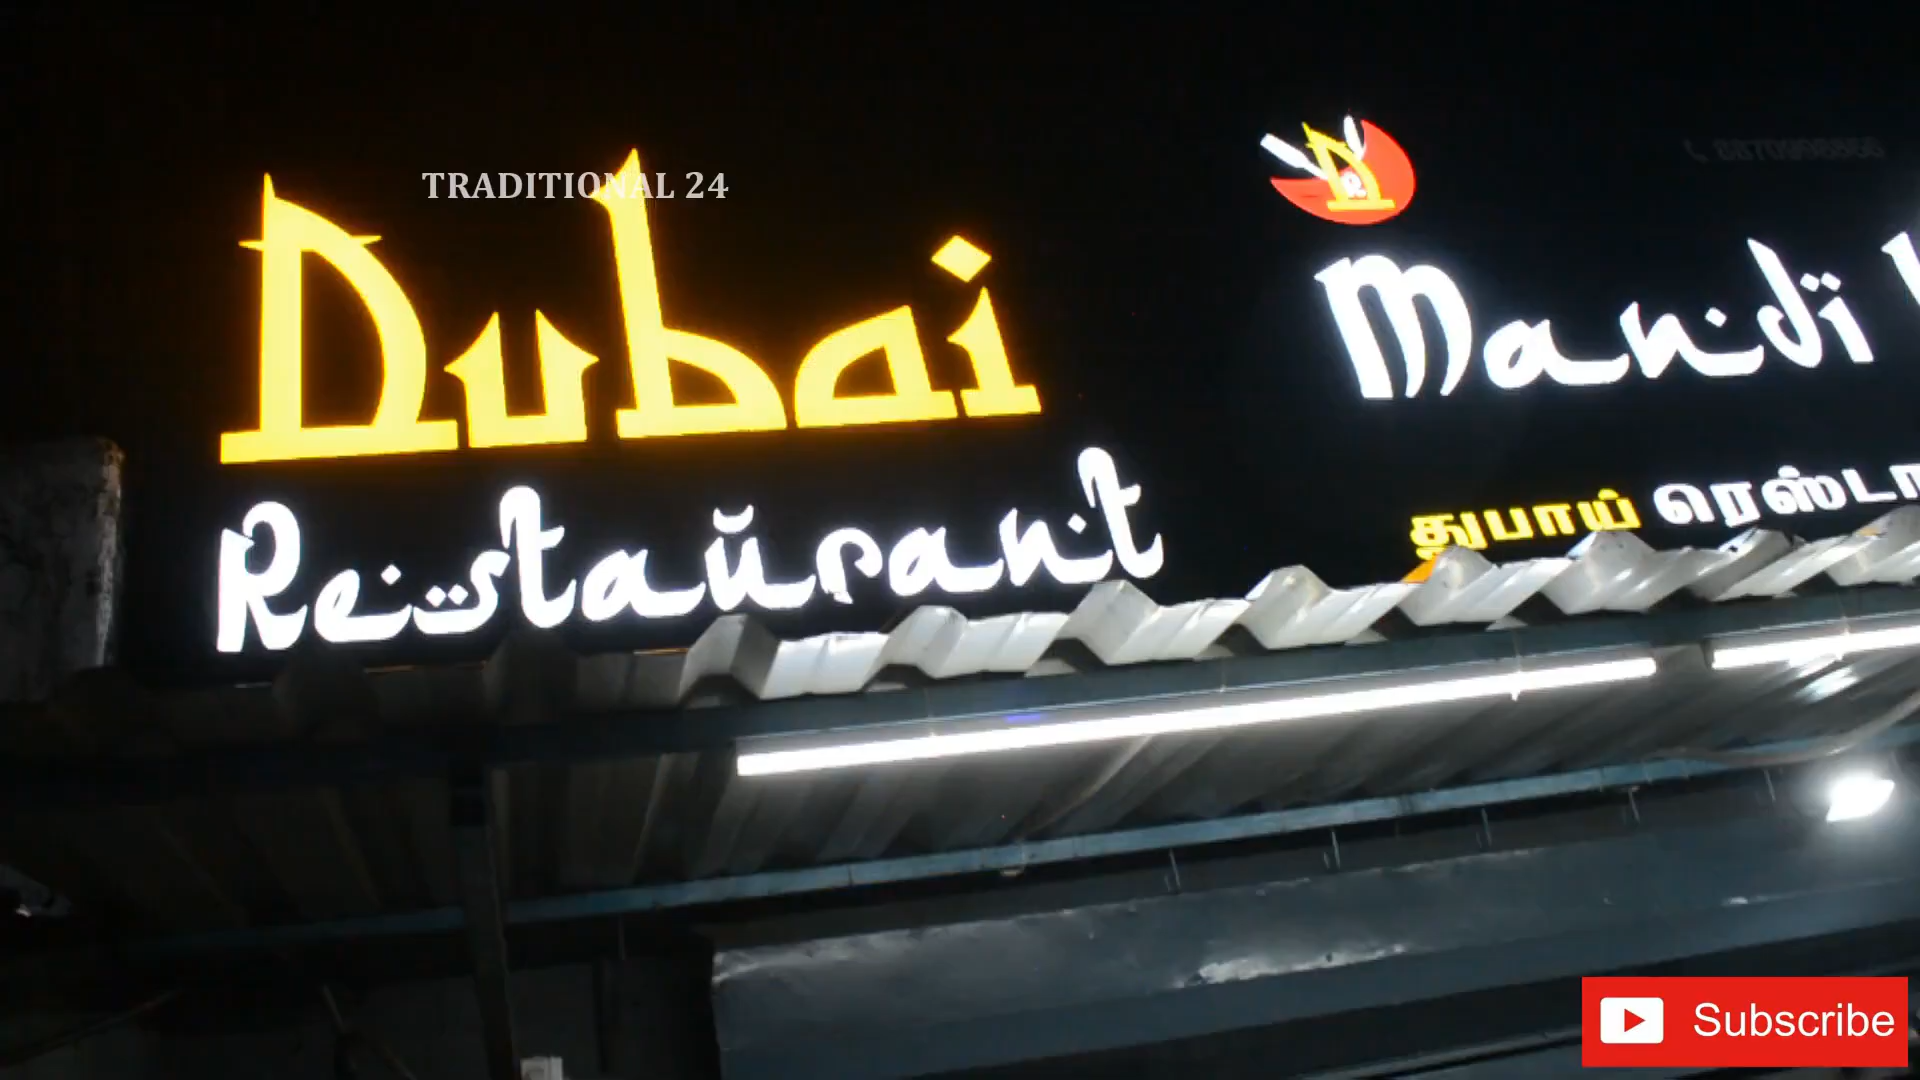 TRADITIONAL 24
Dubai
Restaurant
Mandi
துபாய்
Subscribe